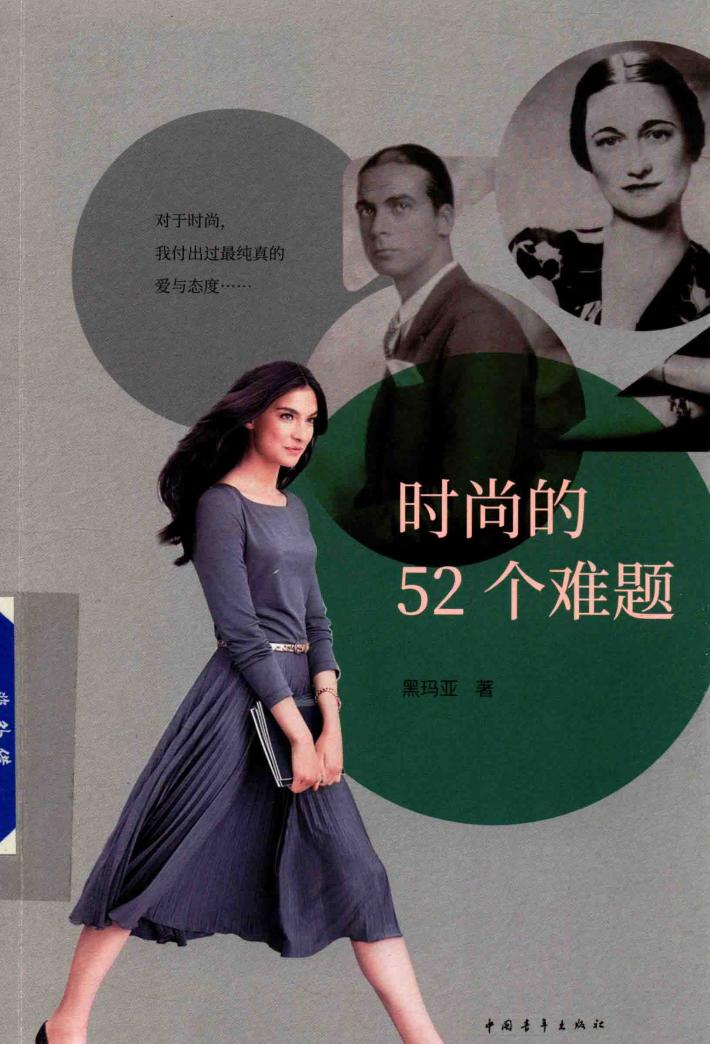 对于时尚,
我付出过最纯真的
爱与态度……
时尚的
52 个难题
黑玛亚 著
中国青年出版社